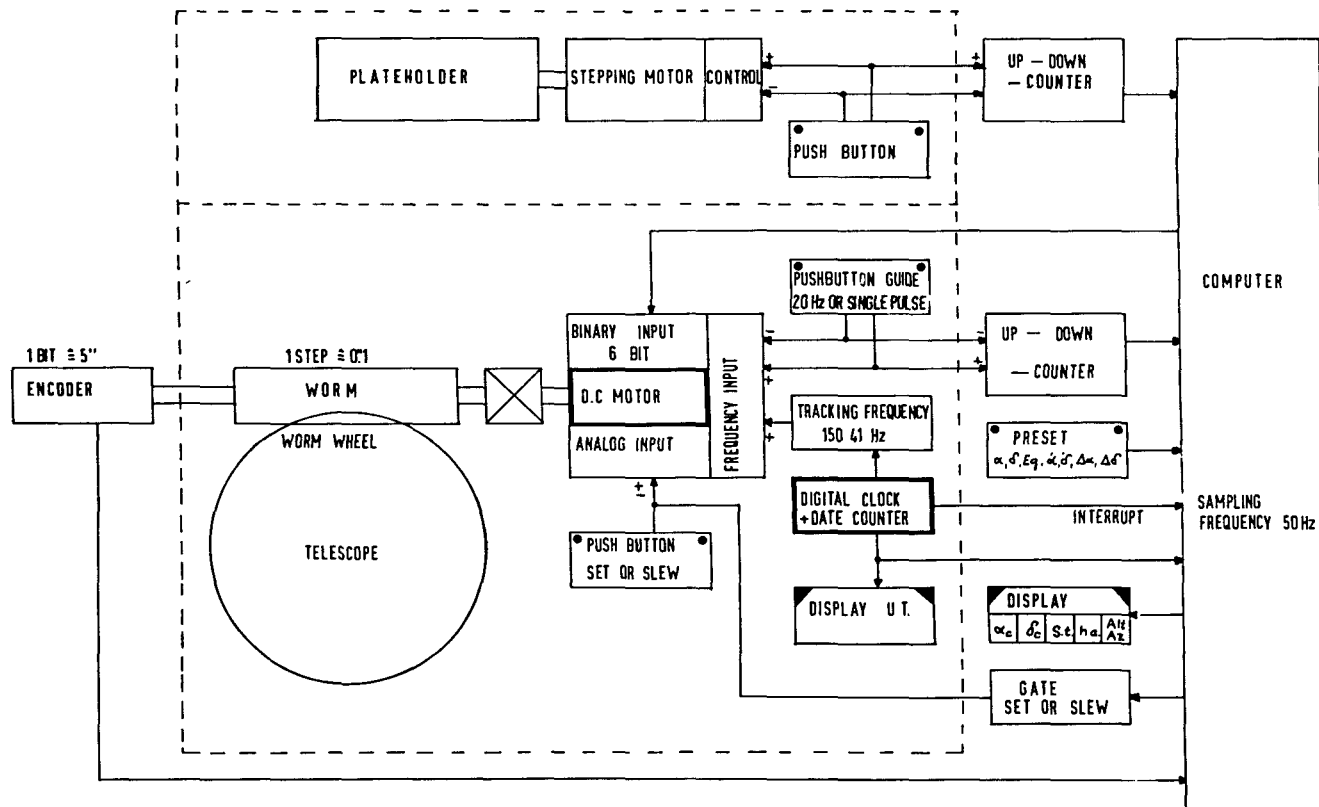 PLATEHOLDER
STEPPING MOTOR
CONTROL
+
−
PUSH BUTTON
+
UP — DOWN
— COUNTER
COMPUTER
PUSHBUTTON GUIDE
20 Hz OR SINGLE PULSE
BINARY INPUT
6 BIT
D.C MOTOR
ANALOG INPUT
FREQUENCY INPUT
−
+
+
−
+
UP — DOWN
— COUNTER
1 BIT ≙ 5"
ENCODER
1 STEP ≙ 0."1
WORM
WORM WHEEL
TELESCOPE
TRACKING FREQUENCY
150 41 Hz
PRESET
α, δ, Eq. α̇, δ̇, Δα, Δδ
DIGITAL CLOCK
+ DATE COUNTER
INTERRUPT
SAMPLING
FREQUENCY 50 Hz
±
PUSH BUTTON
SET OR SLEW
DISPLAY U T.
DISPLAY
αc δc S.t. h a. Alt
Az
GATE
SET OR SLEW